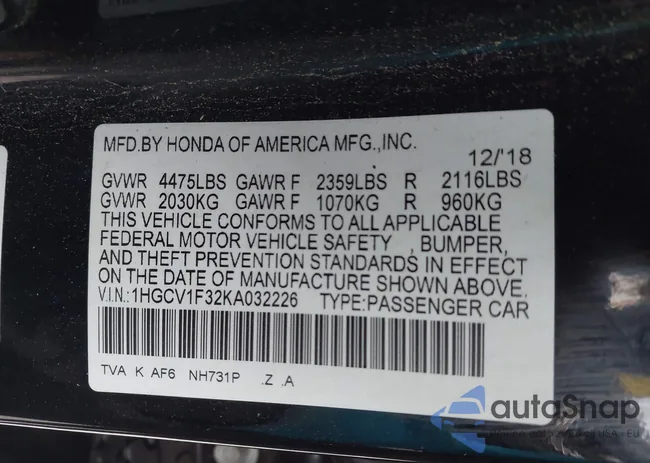 MFD.BY HONDA OF AMERICA MFG.,INC.
12/'18
GVWR 4475LBS GAWR F 2359LBS R 2116LBS
GVWR 2030KG GAWR F 1070KG R 960KG
THIS VEHICLE CONFORMS TO ALL APPLICABLE
FEDERAL MOTOR VEHICLE SAFETY , BUMPER,
AND THEFT PREVENTION STANDARDS IN EFFECT
ON THE DATE OF MANUFACTURE SHOWN ABOVE.
V.I.N.:1HGCV1F32KA032226 TYPE:PASSENGER CAR
TVA K AF6 NH731P .Z .A
autoSnap